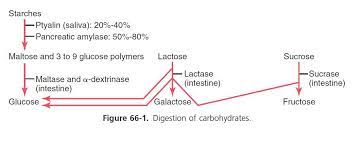 Starches
Ptyalin (saliva): 20%-40%
Pancreatic amylase: 50%-80%
Maltose and 3 to 9 glucose polymers Lactose Sucrose
Maltase and α-dextrinase
(intestine)
Lactase
(intestine)
Sucrase
(intestine)
Glucose Galactose Fructose
Figure 66-1. Digestion of carbohydrates.